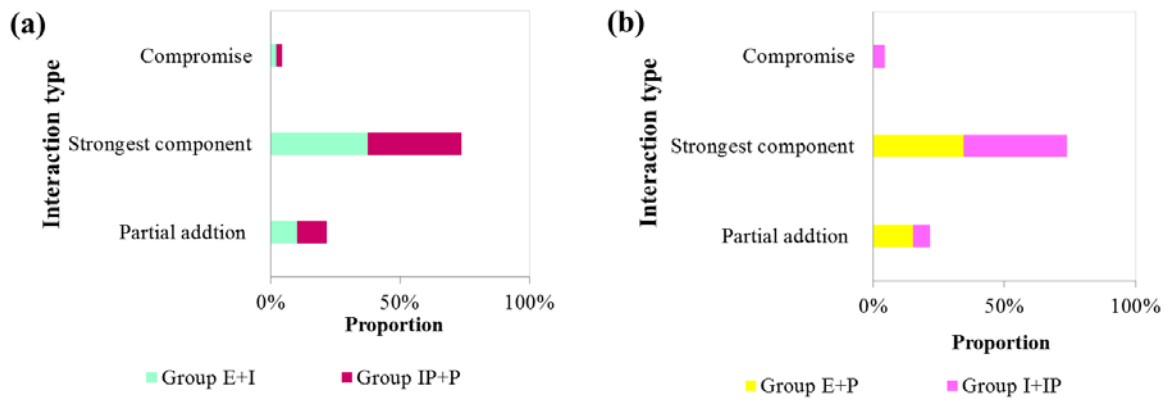 (a)
Interaction type
Compromise
Strongest component
Partial addtion
0%
50%
100%
Proportion
Group E+I
Group IP+P
(b)
Interaction type
Compromise
Strongest component
Partial addtion
0%
50%
100%
Proportion
Group E+P
Group I+IP